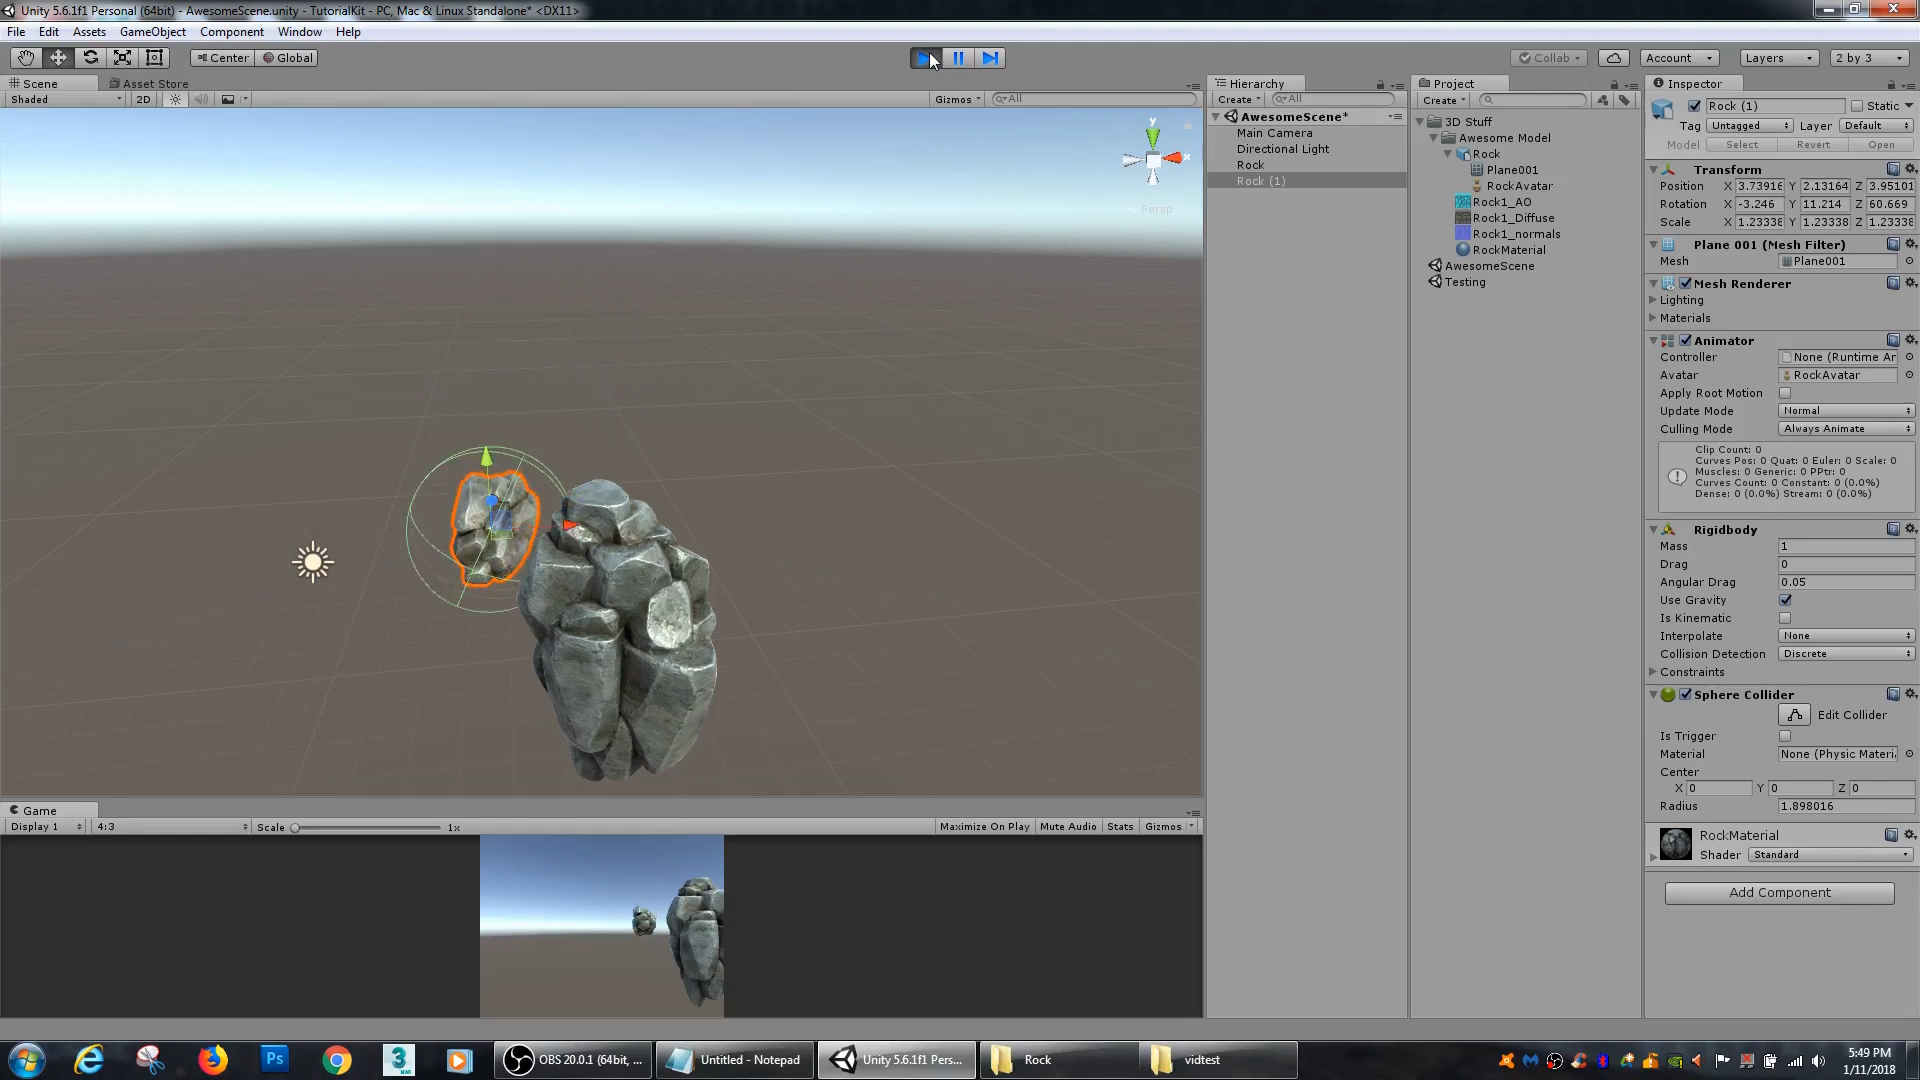 Unity 5.6.1f1 Personal (64bit) - AwesomeScene.unity - TutorialKit - PC, Mac & Linux Standalone* <DX11>
File Edit Assets GameObject Component Window Help
Center Global
Collab Account Layers 2 by 3
Scene Asset Store
Shaded 2D Gizmos All
y
x
Persp
Game
Display 1 4:3 Scale 1x Maximize On Play Mute Audio Stats Gizmos
Hierarchy
Create All
AwesomeScene*
Main Camera
Directional Light
Rock
Rock (1)
Project
Create
3D Stuff
Awesome Model
Rock
Plane001
RockAvatar
Rock1_AO
Rock1_Diffuse
Rock1_normals
RockMaterial
AwesomeScene
Testing
Inspector
Rock (1) Static
Tag Untagged Layer Default
Model Select Revert Open
Transform
Position X 3.73916 Y 2.13164 Z 3.95101
Rotation X -3.246 Y 11.214 Z 60.669
Scale X 1.23338 Y 1.23338 Z 1.23338
Plane 001 (Mesh Filter)
Mesh Plane001
Mesh Renderer
Lighting
Materials
Animator
Controller None (Runtime Ar
Avatar RockAvatar
Apply Root Motion
Update Mode Normal
Culling Mode Always Animate
Clip Count: 0
Curves Pos: 0 Quat: 0 Euler: 0 Scale: 0
Muscles: 0 Generic: 0 PPtr: 0
Curves Count: 0 Constant: 0 (0.0%)
Dense: 0 (0.0%) Stream: 0 (0.0%)
Rigidbody
Mass 1
Drag 0
Angular Drag 0.05
Use Gravity
Is Kinematic
Interpolate None
Collision Detection Discrete
Constraints
Sphere Collider
Edit Collider
Is Trigger
Material None (Physic Materi
Center
X 0 Y 0 Z 0
Radius 1.898016
RockMaterial
Shader Standard
Add Component
Ps
3
MAX
OBS 20.0.1 (64bit, ...
Untitled - Notepad
Unity 5.6.1f1 Pers...
Rock
vidtest
5:49 PM
1/11/2018